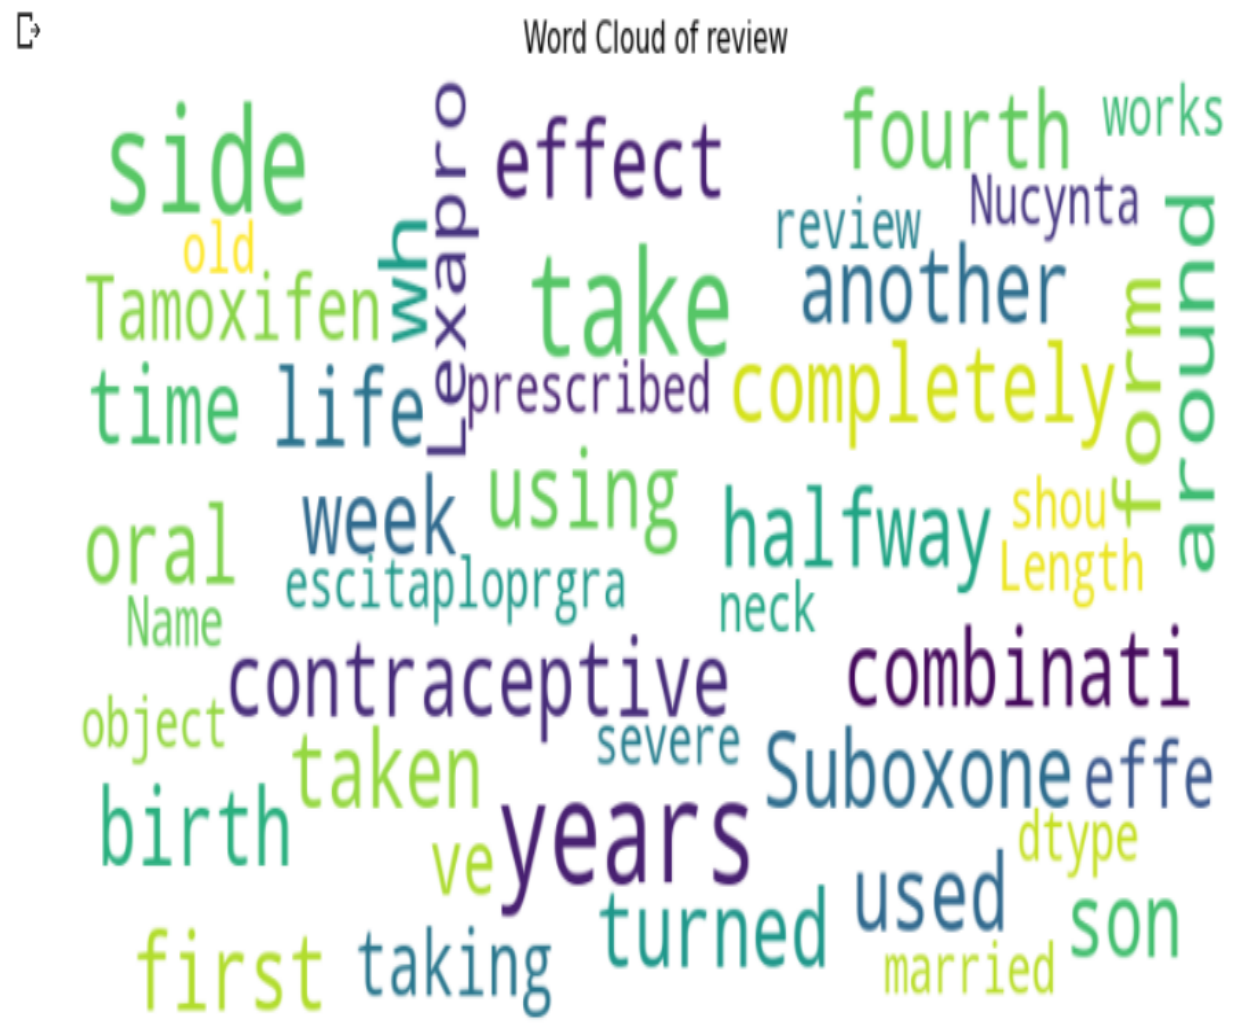 Word Cloud of review
side
effect
fourth
works
Lexapro
Nucynta
old
wh
review
around
Tamoxifen
take
another
form
time
life
prescribed
completely
week
using
halfway
shou
oral
escitaploprgra
neck
Length
Name
contraceptive
combinati
object
severe
taken
Suboxone
effe
birth
ve
years
dtype
used
son
turned
first
taking
married